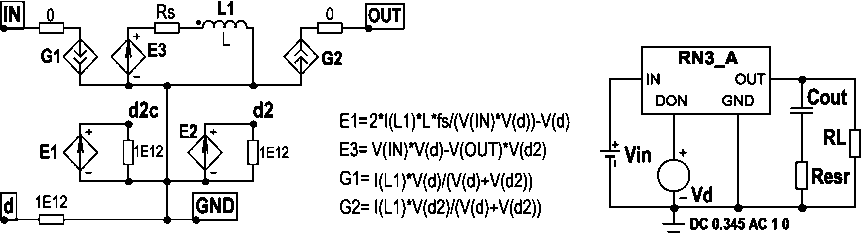 IN
0
Rs
L1
L
0
OUT
G1
E3
G2
d2c
d2
E1
1E12
E2
1E12
d
1E12
GND
E1=2*I(L1)*L*fs/(V(IN)*V(d))-V(d)
E3= V(IN)*V(d)-V(OUT)*V(d2)
G1= I(L1)*V(d)/(V(d)+V(d2))
G2= I(L1)*V(d2)/(V(d)+V(d2))
RN3_A
IN
OUT
DON
GND
Cout
RL
Vin
Resr
Vd
DC 0.345 AC 1 0